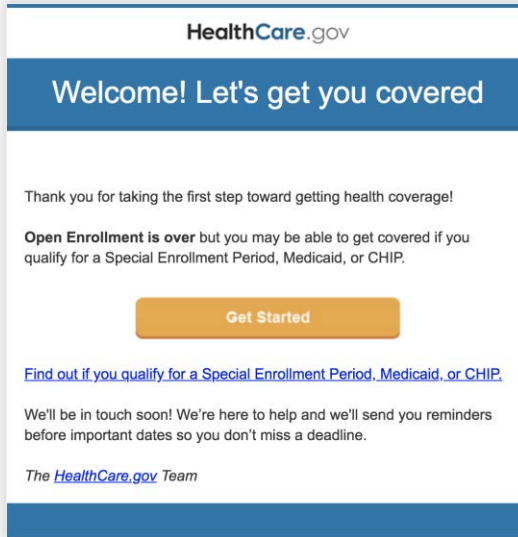 HealthCare.gov
Welcome! Let's get you covered
Thank you for taking the first step toward getting health coverage!
Open Enrollment is over but you may be able to get covered if you
qualify for a Special Enrollment Period, Medicaid, or CHIP.
Get Started
Find out if you qualify for a Special Enrollment Period, Medicaid, or CHIP.
We'll be in touch soon! We're here to help and we'll send you reminders
before important dates so you don't miss a deadline.
The HealthCare.gov Team